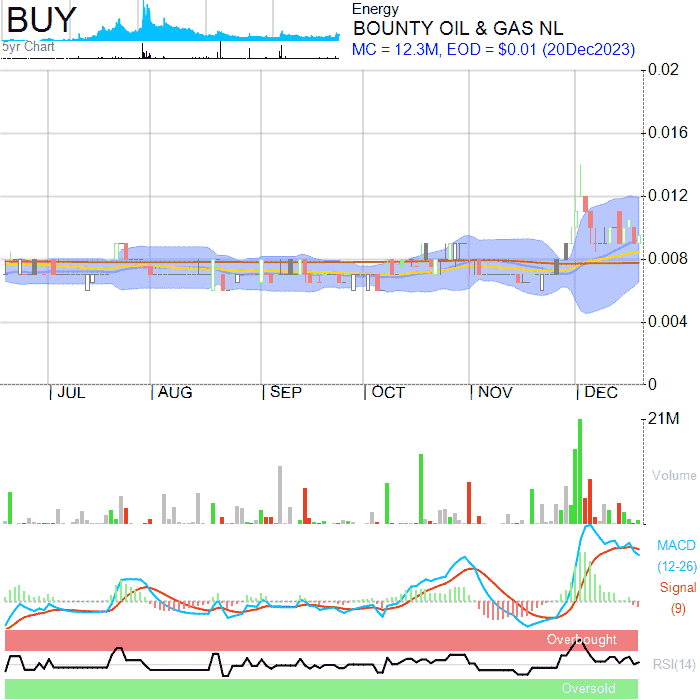 BUY
5yr Chart
Energy
BOUNTY OIL & GAS NL
MC = 12.3M, EOD = $0.01 (20Dec2023)
0.02
0.016
0.012
0.008
0.004
0
JUL AUG SEP OCT NOV DEC
21M
Volume
MACD
(12-26)
Signal
(9)
Overbought
RSI(14)
Oversold